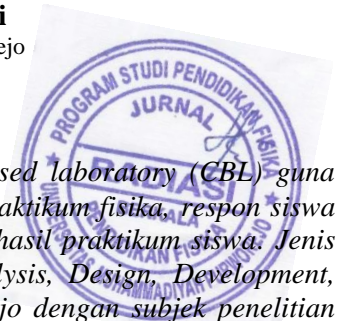 i
ejo
sed laboratory (CBL) guna
aktikum fisika, respon siswa
hasil praktikum siswa. Jenis
lysis, Design, Development,
ejo dengan subjek penelitian
PROGRAM STUDI PENDIDIKAN FISIKA
JURNAL
RADIASI